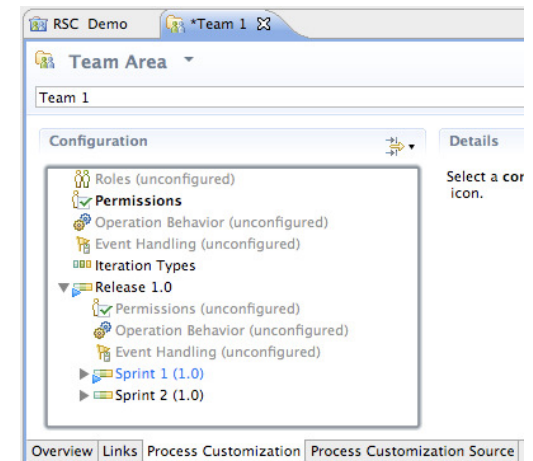 RSC Demo
*Team 1
Team Area
Team 1
Configuration
Details
Select a cor
icon.
Roles (unconfigured)
Permissions
Operation Behavior (unconfigured)
Event Handling (unconfigured)
Iteration Types
Release 1.0
Permissions (unconfigured)
Operation Behavior (unconfigured)
Event Handling (unconfigured)
Sprint 1 (1.0)
Sprint 2 (1.0)
Overview Links Process Customization Process Customization Source